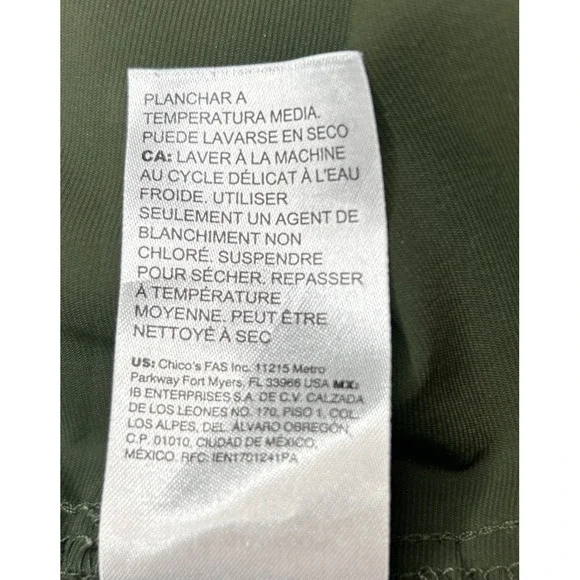 PLANCHAR A
TEMPERATURA MEDIA.
PUEDE LAVARSE EN SECO
CA: LAVER À LA MACHINE
AU CYCLE DÉLICAT À L'EAU
FROIDE. UTILISER
SEULEMENT UN AGENT DE
BLANCHIMENT NON
CHLORÉ. SUSPENDRE
POUR SÉCHER. REPASSER
À TEMPÉRATURE
MOYENNE. PEUT ÊTRE
NETTOYÉ À SEC
US: Chico's FAS Inc. 11215 Metro
Parkway Fort Myers, FL 33966 USA MX:
IB ENTERPRISES S.A. DE C.V. CALZADA
DE LOS LEONES NO. 170, PISO 1, COL.
LOS ALPES, DEL. ÁLVARO OBREGÓN,
C.P. 01010, CIUDAD DE MÉXICO,
MÉXICO. RFC: IEN1701241PA